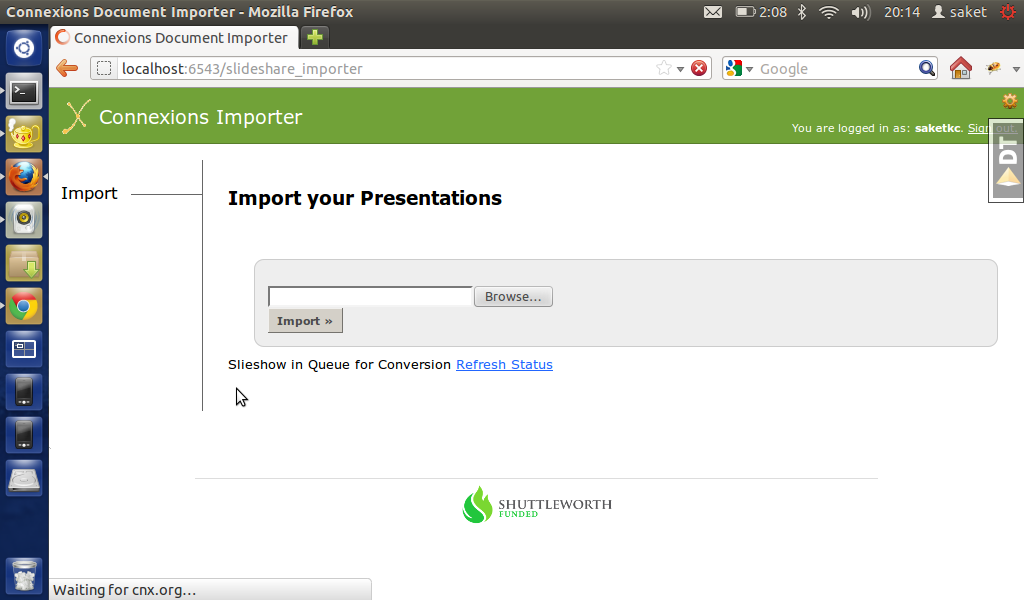 Connexions Document Importer - Mozilla Firefox
2:08
20:14
saket
Connexions Document Importer
localhost:6543/slideshare_importer
Google
Connexions Importer
You are logged in as: saketkc. Sign out.
DT
Import
Import your Presentations
Browse...
Import »
Slieshow in Queue for Conversion Refresh Status
SHUTTLEWORTH
FUNDED
Waiting for cnx.org...